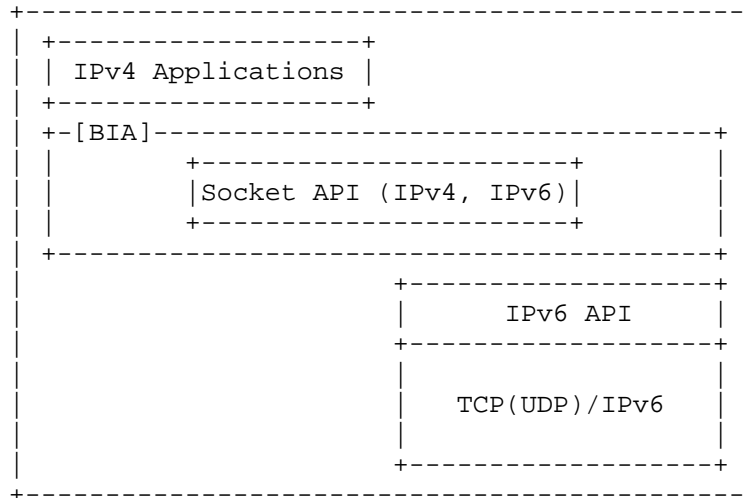 IPv4 Applications
[BIA]
Socket API (IPv4, IPv6)
IPv6 API
TCP(UDP)/IPv6